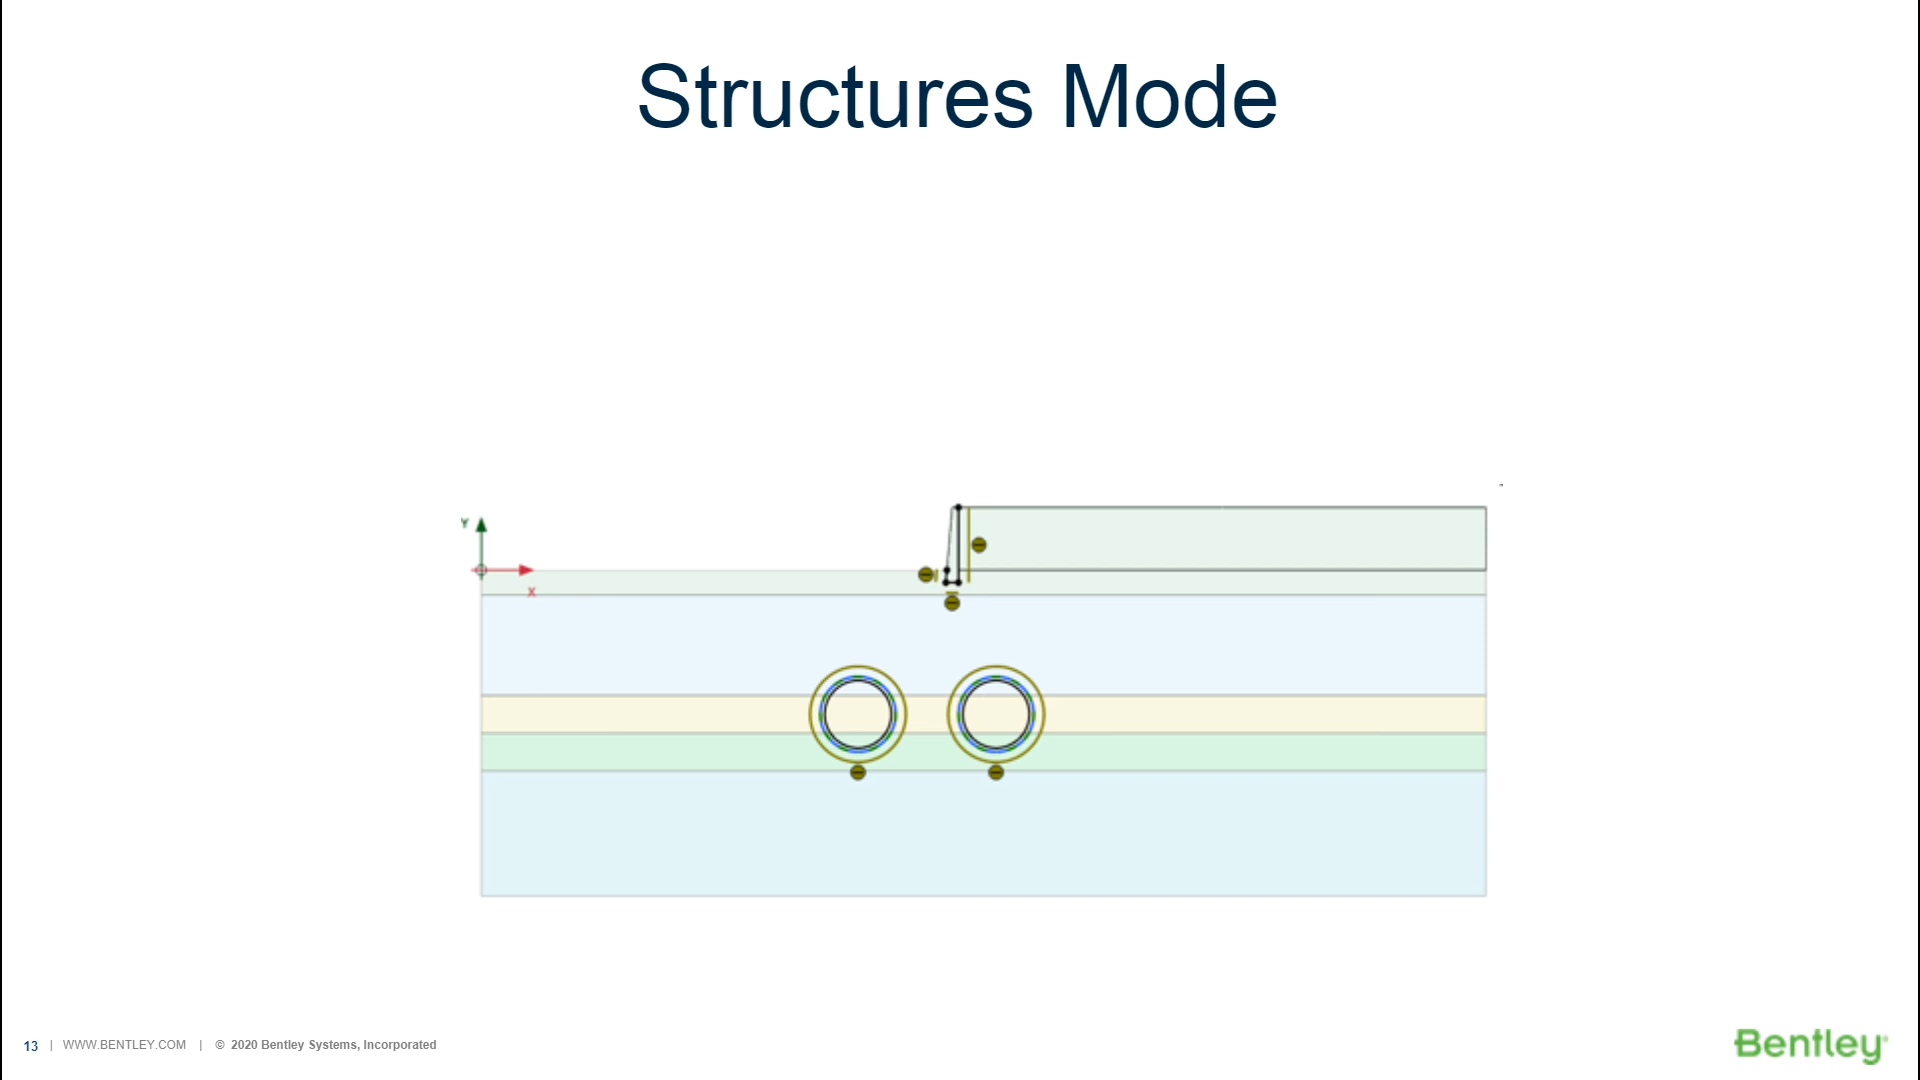 Structures Mode
Y
x
13 | WWW.BENTLEY.COM | © 2020 Bentley Systems, Incorporated
Bentley®